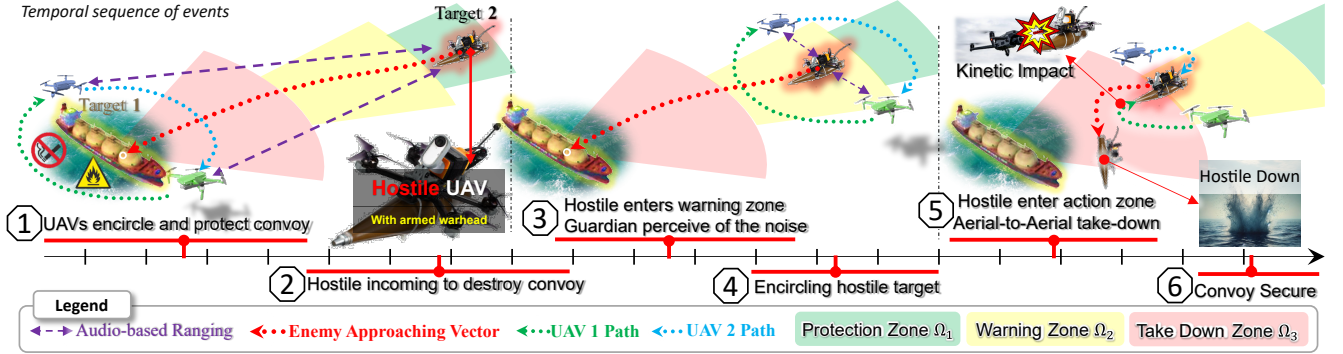 Temporal sequence of events
Target 1
Target 2
Hostile UAV
With armed warhead
Kinetic Impact
Hostile Down
1 UAVs encircle and protect convoy
2 Hostile incoming to destroy convoy
3 Hostile enters warning zone
Guardian perceive of the noise
4 Encircling hostile target
5 Hostile enter action zone
Aerial-to-Aerial take-down
6 Convoy Secure
Legend
Audio-based Ranging
Enemy Approaching Vector
UAV 1 Path
UAV 2 Path
Protection Zone Ω₁
Warning Zone Ω₂
Take Down Zone Ω₃